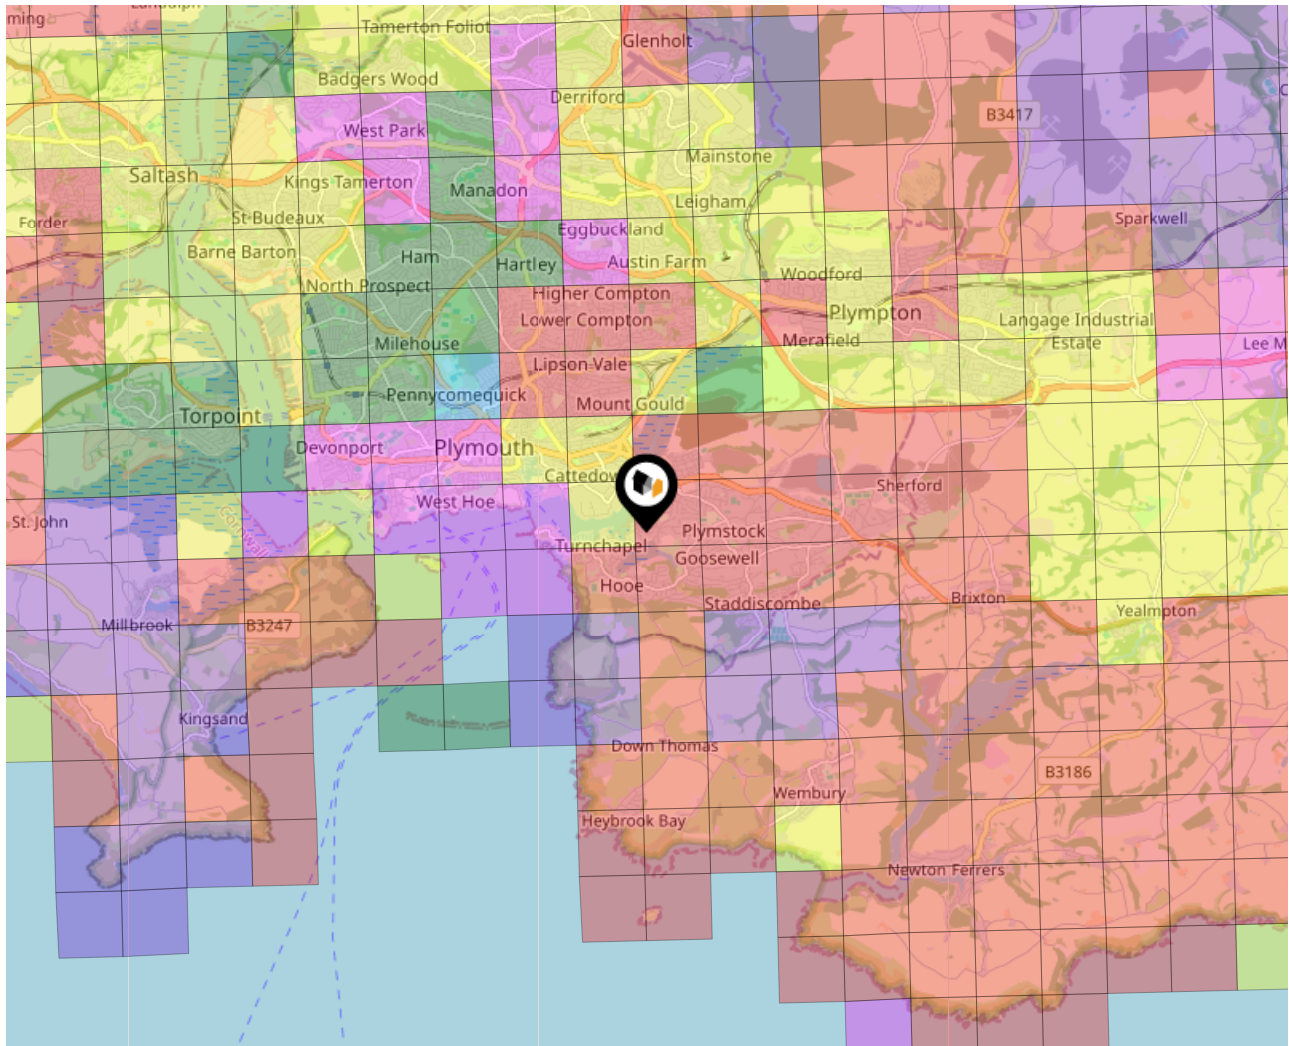 ming
Tamerton Foliot
Glenholt
Badgers Wood
Derriford
B3417
West Park
Mainstone
Saltash
Kings Tamerton
Manadon
Leigham
Forder
St Budeaux
Sparkwell
Eggbuckland
Barne Barton
Ham
Hartley
Austin Farm
Woodford
North Prospect
Higher Compton
Lower Compton
Plympton
Langage Industrial
Estate
Milehouse
Merafield
Lee M
Lipson Vale
Pennycomequick
Mount Gould
Torpoint
Devonport
Plymouth
Cattedow
Sherford
West Hoe
St. John
Cornwall
Plymstock
Turnchapel
Goosewell
Hooe
Staddiscombe
Brixton
Yealmpton
Millbrook
B3247
Kingsand
Down Thomas
B3186
Wembury
Heybrook Bay
Newton Ferrers